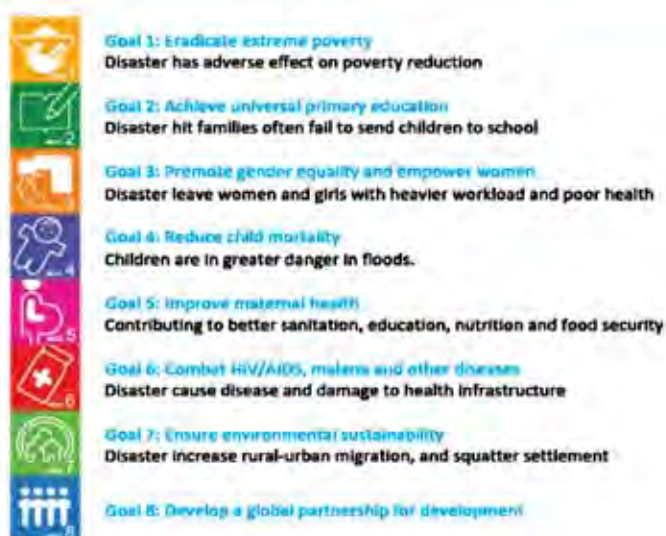 Goal 1: Eradicate extreme poverty
Disaster has adverse effect on poverty reduction
Goal 2: Achieve universal primary education
Disaster hit families often fail to send children to school
Goal 3: Promote gender equality and empower women
Disaster leave women and girls with heavier workload and poor health
Goal 4: Reduce child mortality
Children are in greater danger in floods.
Goal 5: Improve maternal health
Contributing to better sanitation, education, nutrition and food security
Goal 6: Combat HIV/AIDS, malaria and other diseases
Disaster cause disease and damage to health infrastructure
Goal 7: Ensure environmental sustainability
Disaster increase rural-urban migration, and squatter settlement
Goal 8: Develop a global partnership for development
2
4
5
6